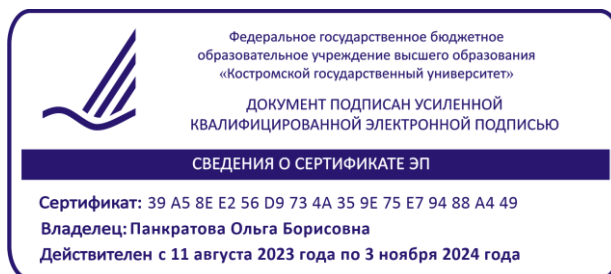 Федеральное государственное бюджетное
образовательное учреждение высшего образования
«Костромской государственный университет»
ДОКУМЕНТ ПОДПИСАН УСИЛЕННОЙ
КВАЛИФИЦИРОВАННОЙ ЭЛЕКТРОННОЙ ПОДПИСЬЮ
СВЕДЕНИЯ О СЕРТИФИКАТЕ ЭП
Сертификат: 39 A5 8E E2 56 D9 73 4A 35 9E 75 E7 94 88 A4 49
Владелец: Панкратова Ольга Борисовна
Действителен с 11 августа 2023 года по 3 ноября 2024 года